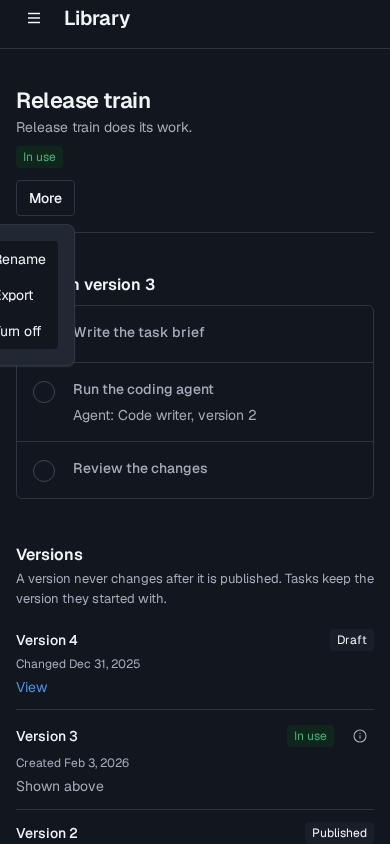 Library
Release train
Release train does its work.
In use
More
Rename
Export
Turn off
version 3
Write the task brief
Run the coding agent
Agent: Code writer, version 2
Review the changes
Versions
A version never changes after it is published. Tasks keep the
version they started with.
Version 4
Draft
Changed Dec 31, 2025
View
Version 3
In use
Created Feb 3, 2026
Shown above
Version 2
Published